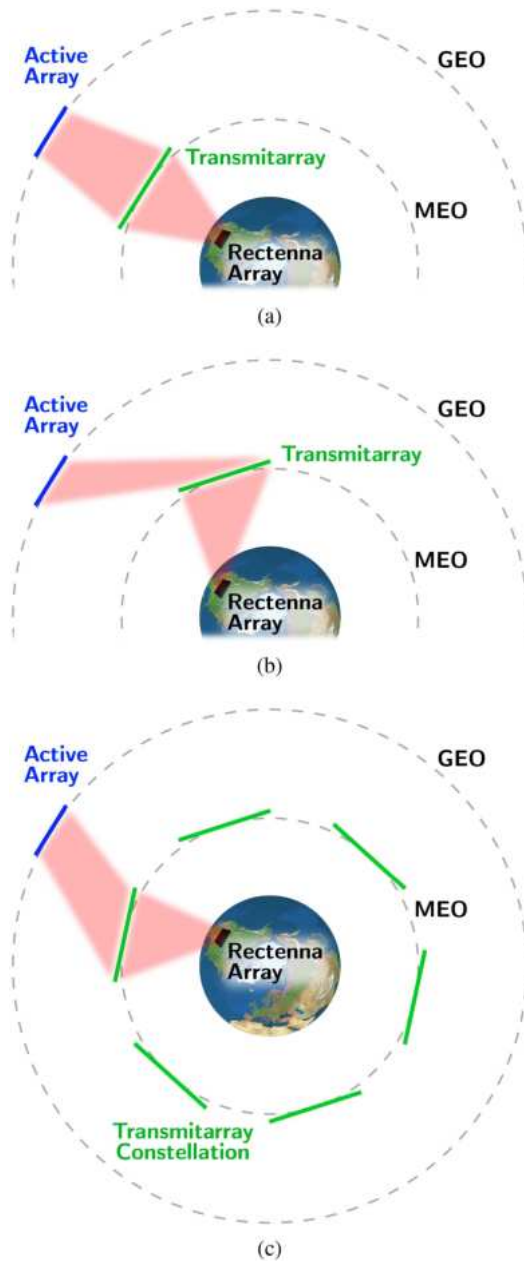 Active
Array
GEO
Transmitarray
MEO
Rectenna
Array
(a)
Active
Array
GEO
Transmitarray
MEO
Rectenna
Array
(b)
GEO
Active
Array
MEO
Rectenna
Array
Transmitarray
Constellation
(c)